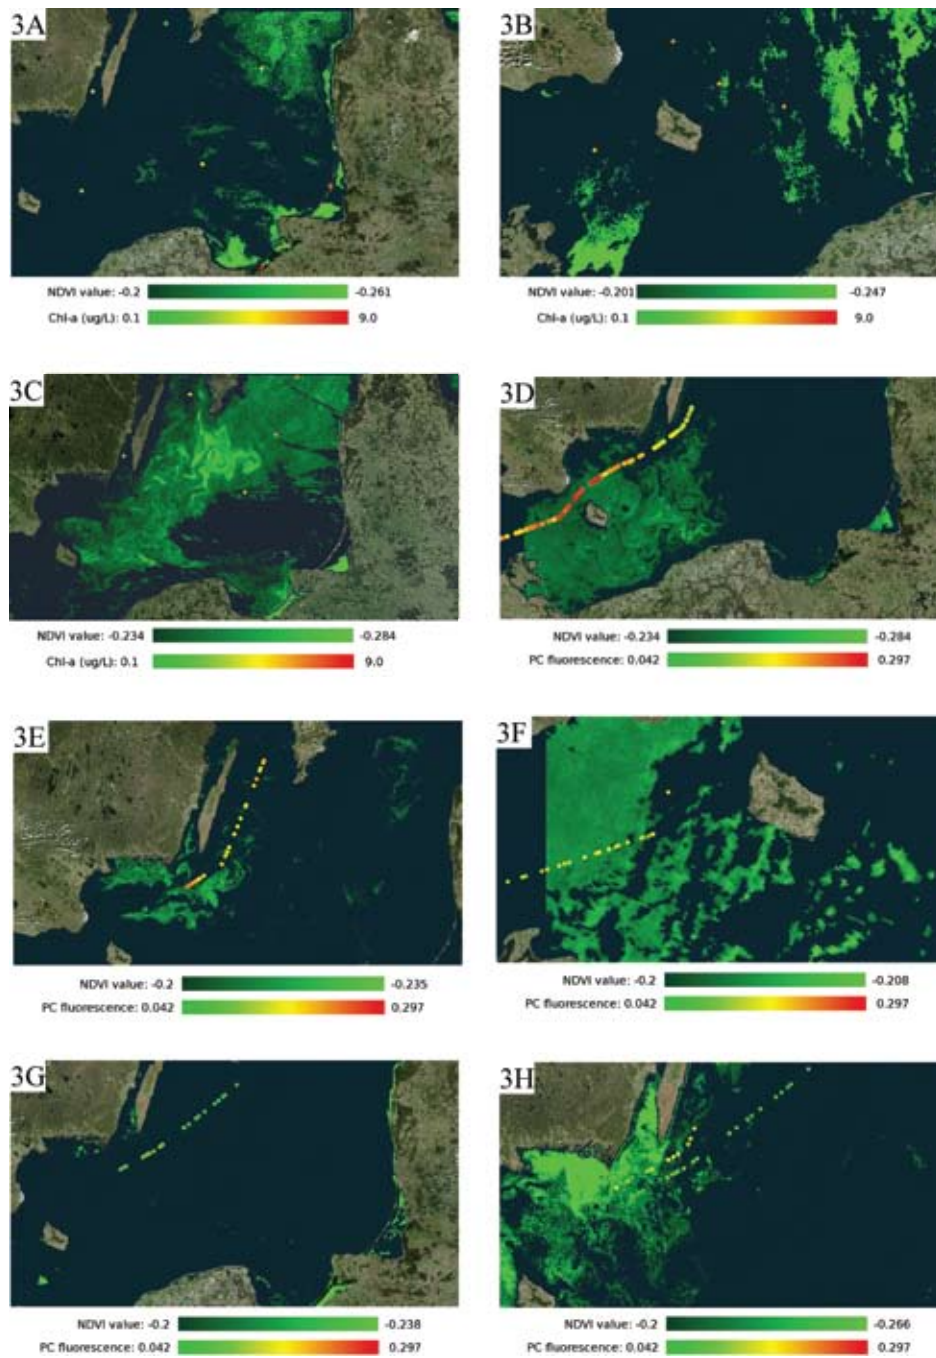 3A
3B
NDVI value: -0.2 -0.261
Chl-a (ug/L): 0.1 9.0
NDVI value: -0.201 -0.247
Chl-a (ug/L): 0.1 9.0
3C
3D
NDVI value: -0.234 -0.284
Chl-a (ug/L): 0.1 9.0
NDVI value: -0.234 -0.284
PC fluorescence: 0.042 0.297
3E
3F
NDVI value: -0.2 -0.235
PC fluorescence: 0.042 0.297
NDVI value: -0.2 -0.208
PC fluorescence: 0.042 0.297
3G
3H
NDVI value: -0.2 -0.238
PC fluorescence: 0.042 0.297
NDVI value: -0.2 -0.266
PC fluorescence: 0.042 0.297